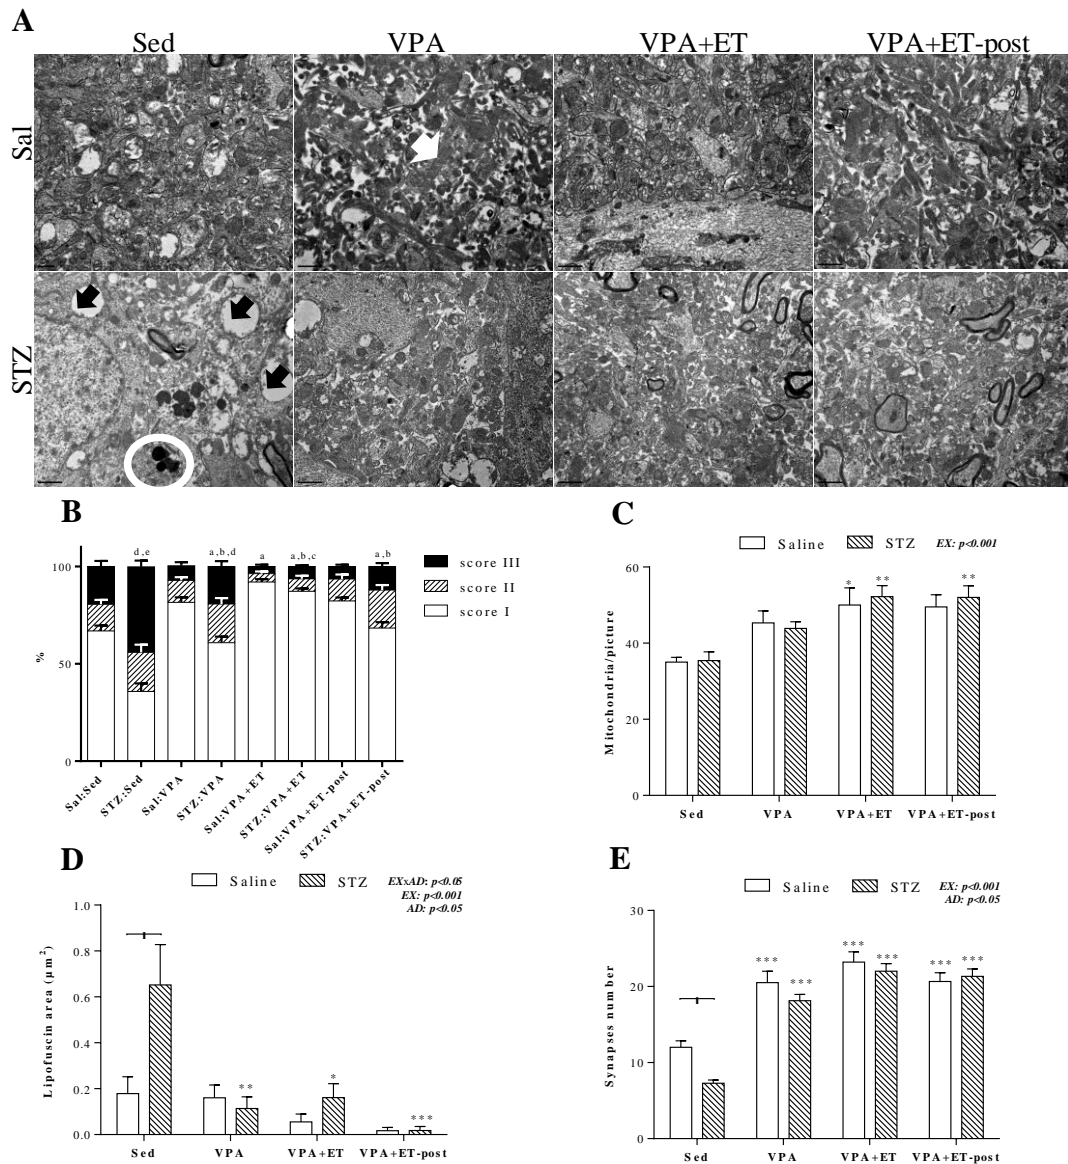 A
Sed VPA VPA+ET VPA+ET-post
Sal
STZ
B
d,e a,b,d a a,b,c a,b
score III
score II
score I
100
50
0
%
Sal:Sed
STZ:Sed
Sal:VPA
STZ:VPA
Sal:VPA+ET
STZ:VPA+ET
Sal:VPA+ET-post
STZ:VPA+ET-post
C
Saline STZ EX: p<0.001
60
40
20
0
Mitochondria/picture
* ** **
Sed VPA VPA+ET VPA+ET-post
D
Saline STZ EXxAD: p<0.05
EX: p<0.001
AD: p<0.05
1.0
0.8
0.6
0.4
0.2
0.0
Lipofuscin area (µm²)
** * ***
Sed VPA VPA+ET VPA+ET-post
E
Saline STZ EX: p<0.001
AD: p<0.05
30
20
10
0
Synapses number
*** *** *** *** *** ***
Sed VPA VPA+ET VPA+ET-post